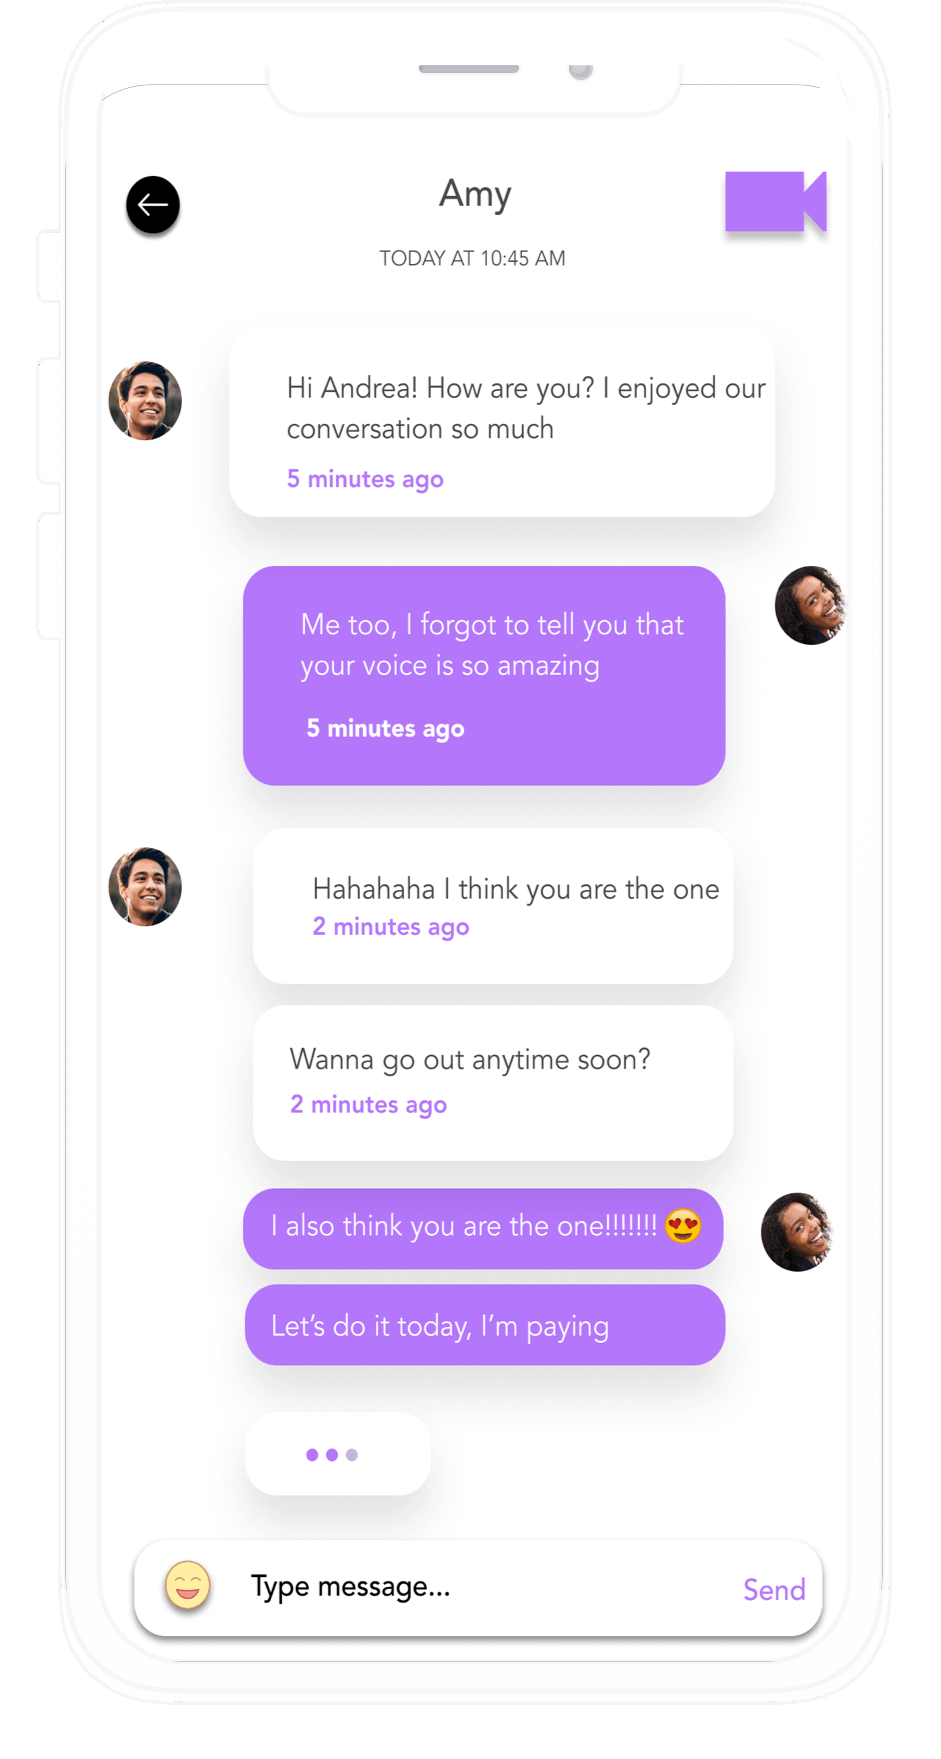 Amy
TODAY AT 10:45 AM
Hi Andrea! How are you? I enjoyed our
conversation so much
5 minutes ago
Me too, I forgot to tell you that
your voice is so amazing
5 minutes ago
Hahahaha I think you are the one
2 minutes ago
Wanna go out anytime soon?
2 minutes ago
I also think you are the one!!!!!!! 😍
Let’s do it today, I’m paying
Type message...
Send